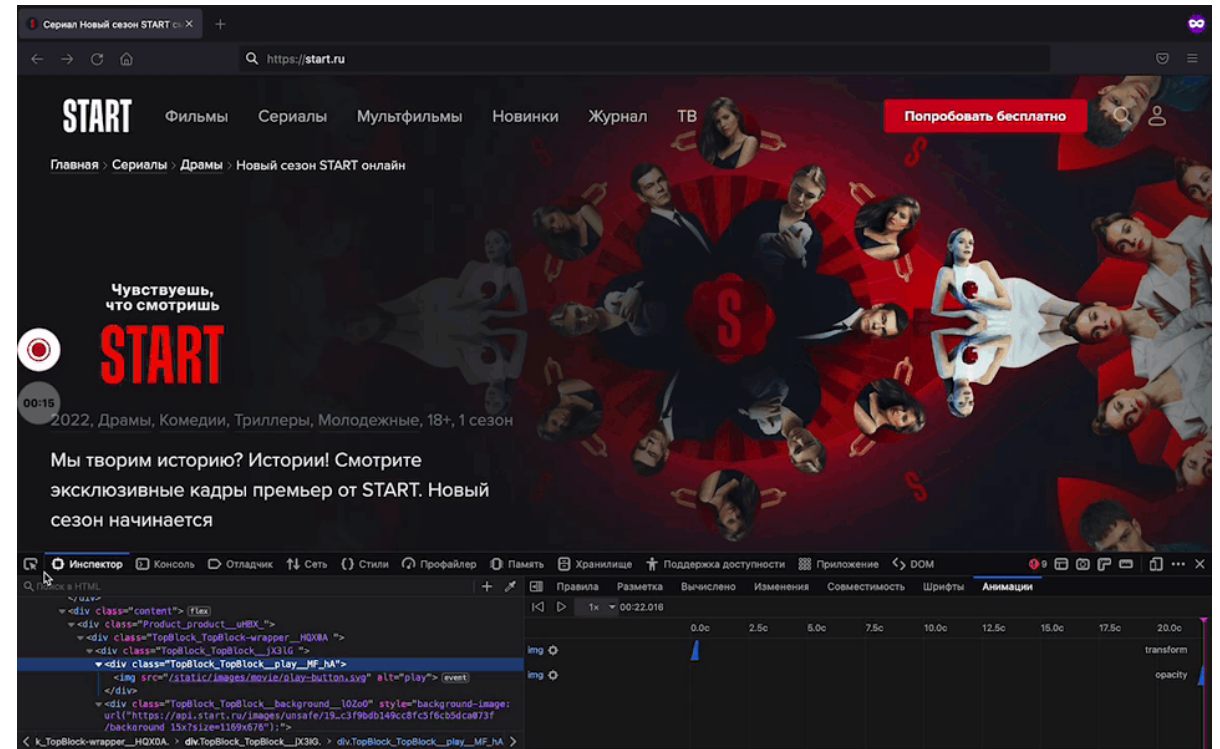 Сериал Новый сезон START с
https://start.ru
START Фильмы Сериалы Мультфильмы Новинки Журнал ТВ Попробовать бесплатно
Главная > Сериалы > Драмы > Новый сезон START онлайн
Чувствуешь,
что смотришь
START
S
00:15
2022, Драмы, Комедии, Триллеры, Молодежные, 18+, 1 сезон
Мы творим историю? Истории! Смотрите
эксклюзивные кадры премьер от START. Новый
сезон начинается
Инспектор Консоль Отладчик Сеть {} Стили Профайлер Память Хранилище Поддержка доступности Приложение DOM 9
Поиск в HTML
Правила Разметка Вычислено Изменения Совместимость Шрифты Анимации
1x 00:22.016
<div class="content"> flex
<div class="Product_product__uHBX_">
<div class="TopBlock_TopBlock-wrapper__HQX0A ">
<div class="TopBlock_TopBlock__jX3lG ">
<div class="TopBlock_TopBlock__play__MF_hA">
<img src="/static/images/movie/play-button.svg" alt="play"> event
</div>
<div class="TopBlock_TopBlock__background__lOZoO" style="background-image:
url("https://api.start.ru/images/unsafe/19…c3f9bdb149cc8fc5f6cb5dca073f
/background 15x?size=1169x676");">
k_TopBlock-wrapper__HQX0A. > div.TopBlock_TopBlock__jX3lG. > div.TopBlock_TopBlock__play__MF_hA
0.0с 2.5с 5.0с 7.5с 10.0с 12.5с 15.0с 17.5с 20.0с
img transform
img opacity